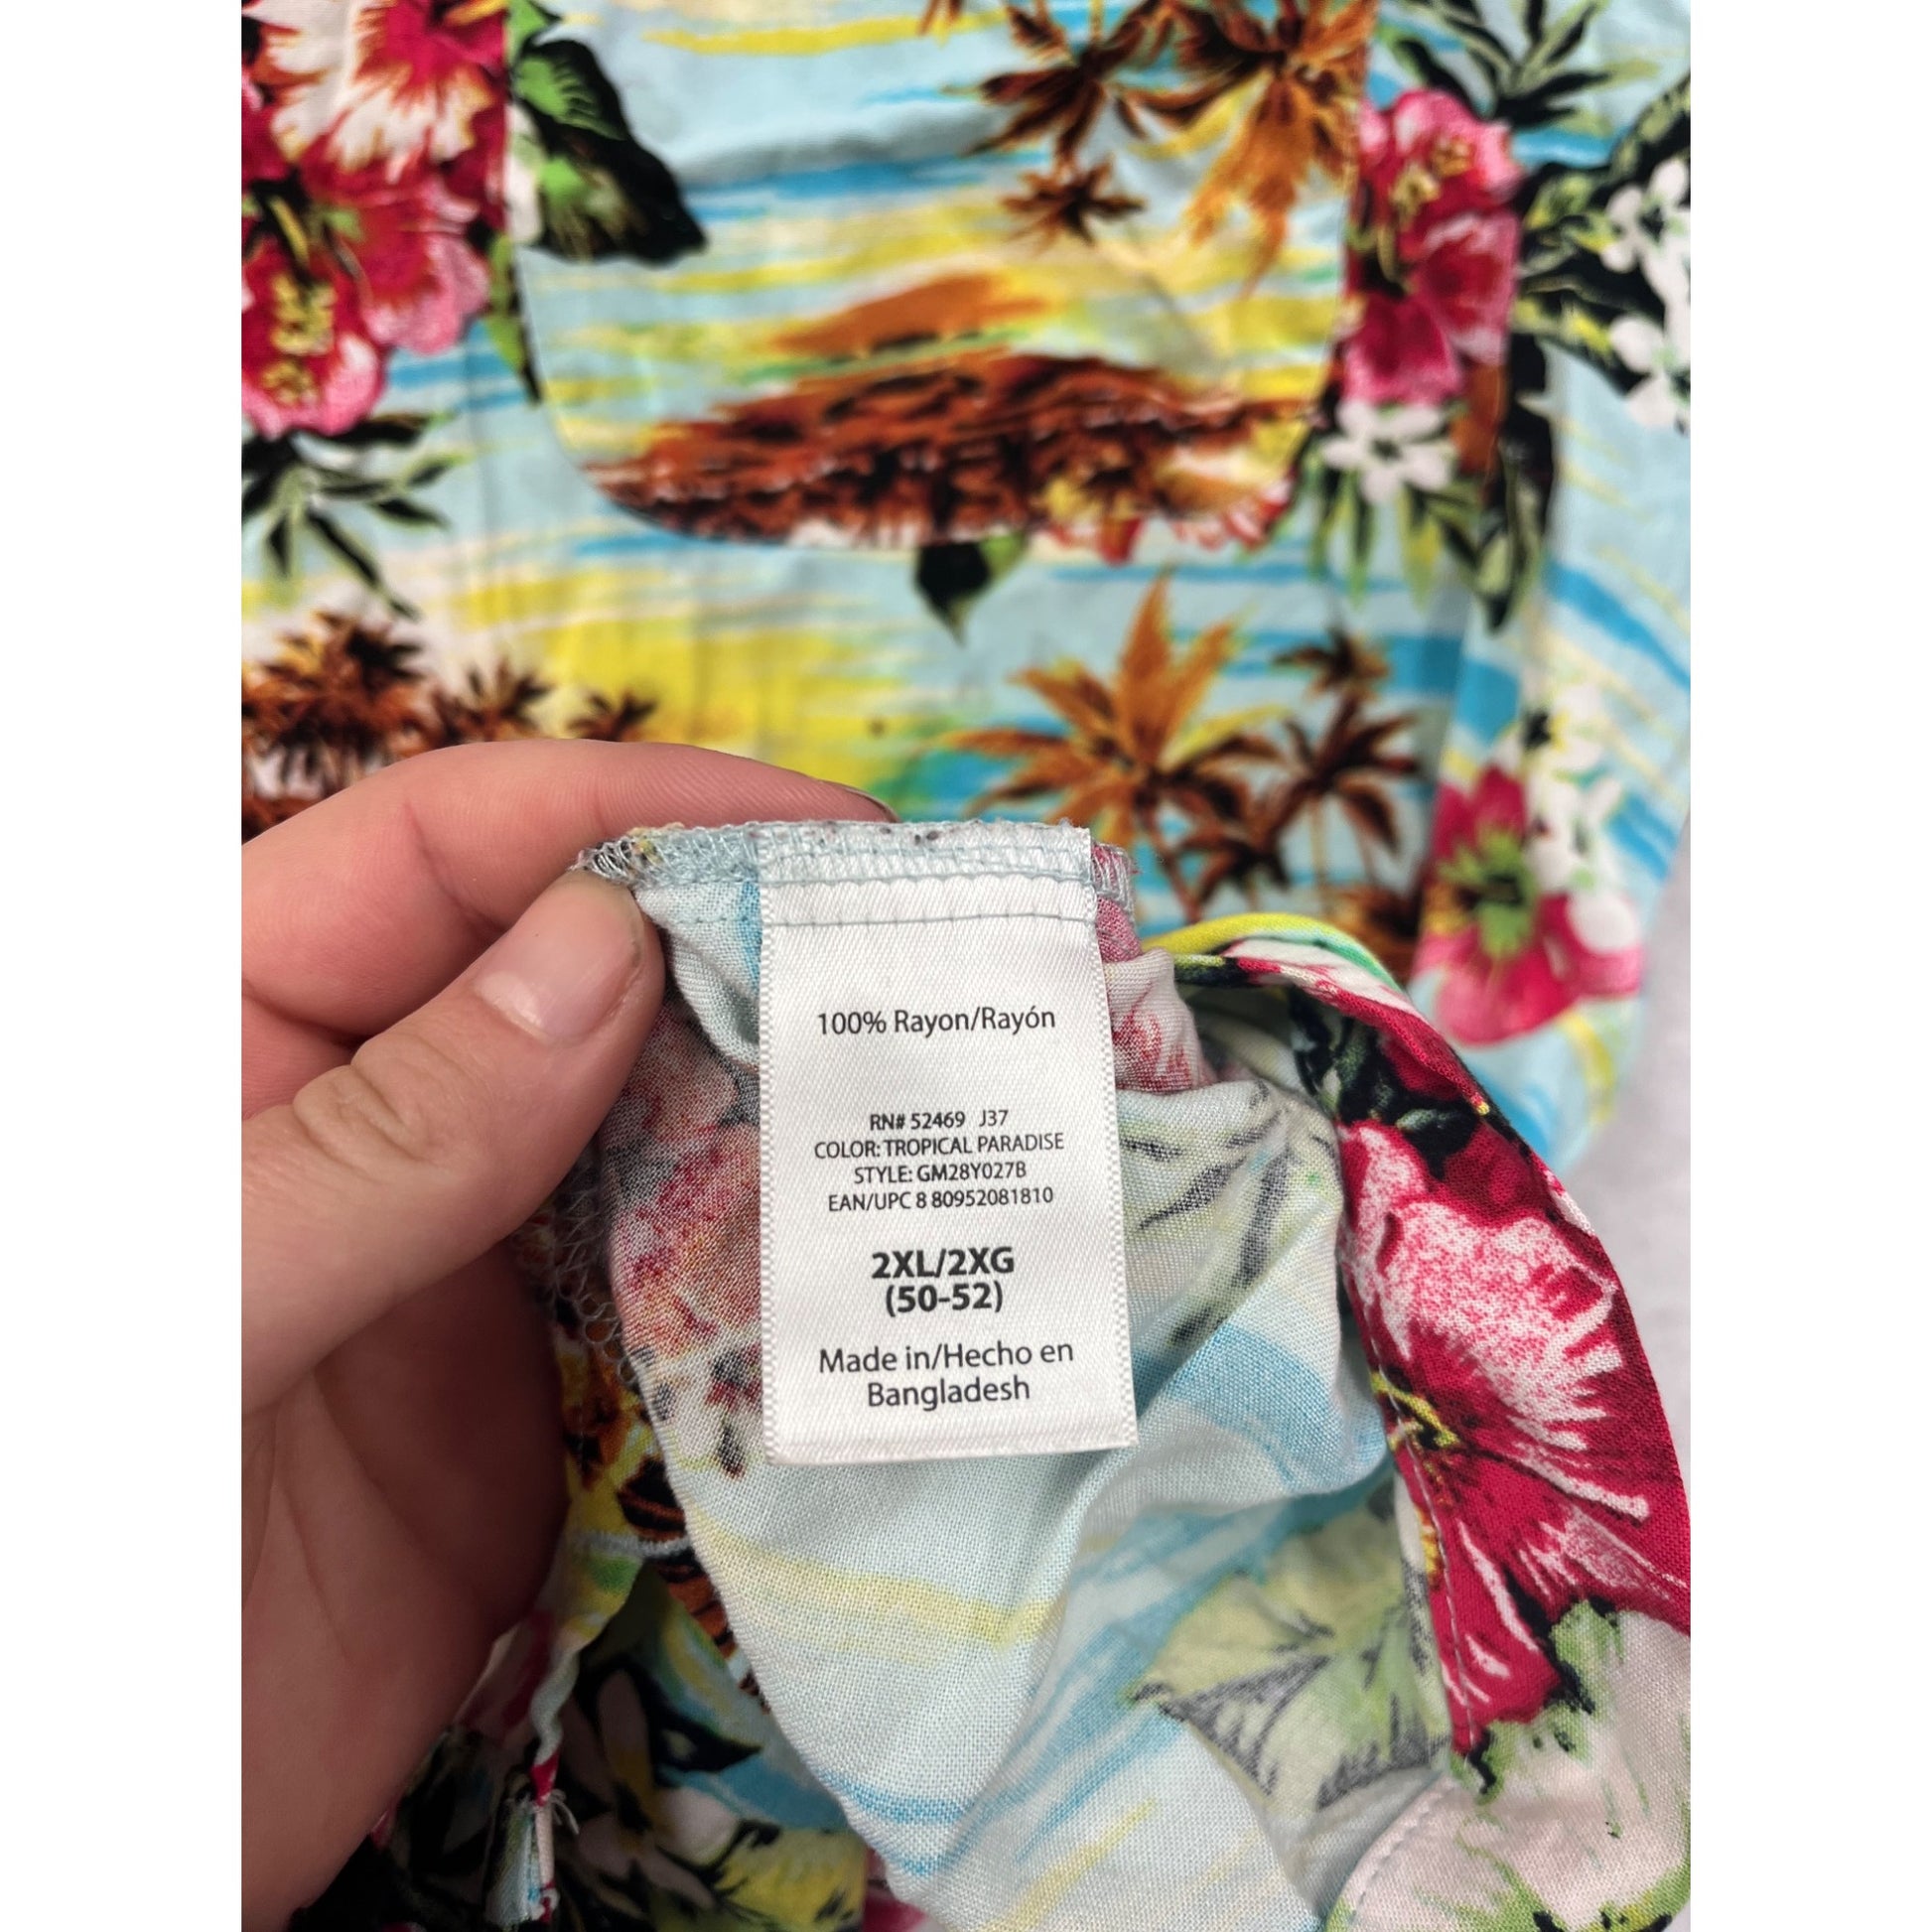 100% Rayon/Rayón
RN# 52469 J37
COLOR: TROPICAL PARADISE
STYLE: GM28Y027B
EAN/UPC 8 80952081810
2XL/2XG
(50-52)
Made in/Hecho en
Bangladesh